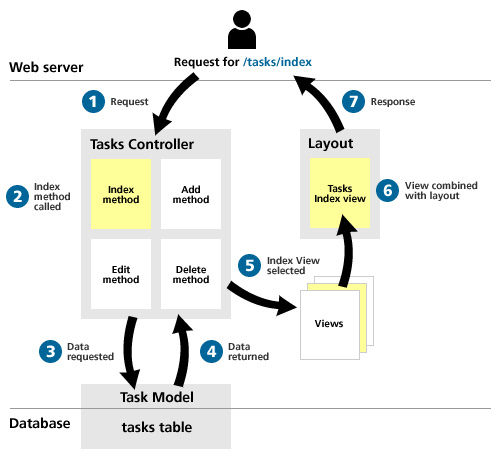 Request for /tasks/index
Web server
1 Request
7 Response
Tasks Controller
Layout
2 Index
method
called
Index
method
Add
method
Tasks
Index view
6 View combined
with layout
Edit
method
Delete
method
5 Index View
selected
Views
3 Data
requested
4 Data
returned
Task Model
Database
tasks table